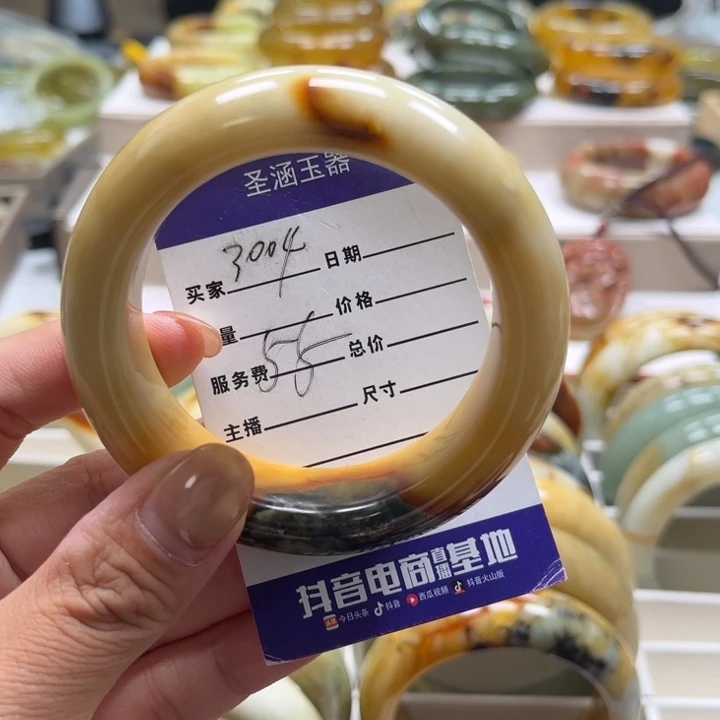 圣涵玉器
买家 3004 日期
量 价格
服务费 58 总价
主播 尺寸
抖音电商直播基地
头条 今日头条 抖音 西瓜视频 抖音火山版